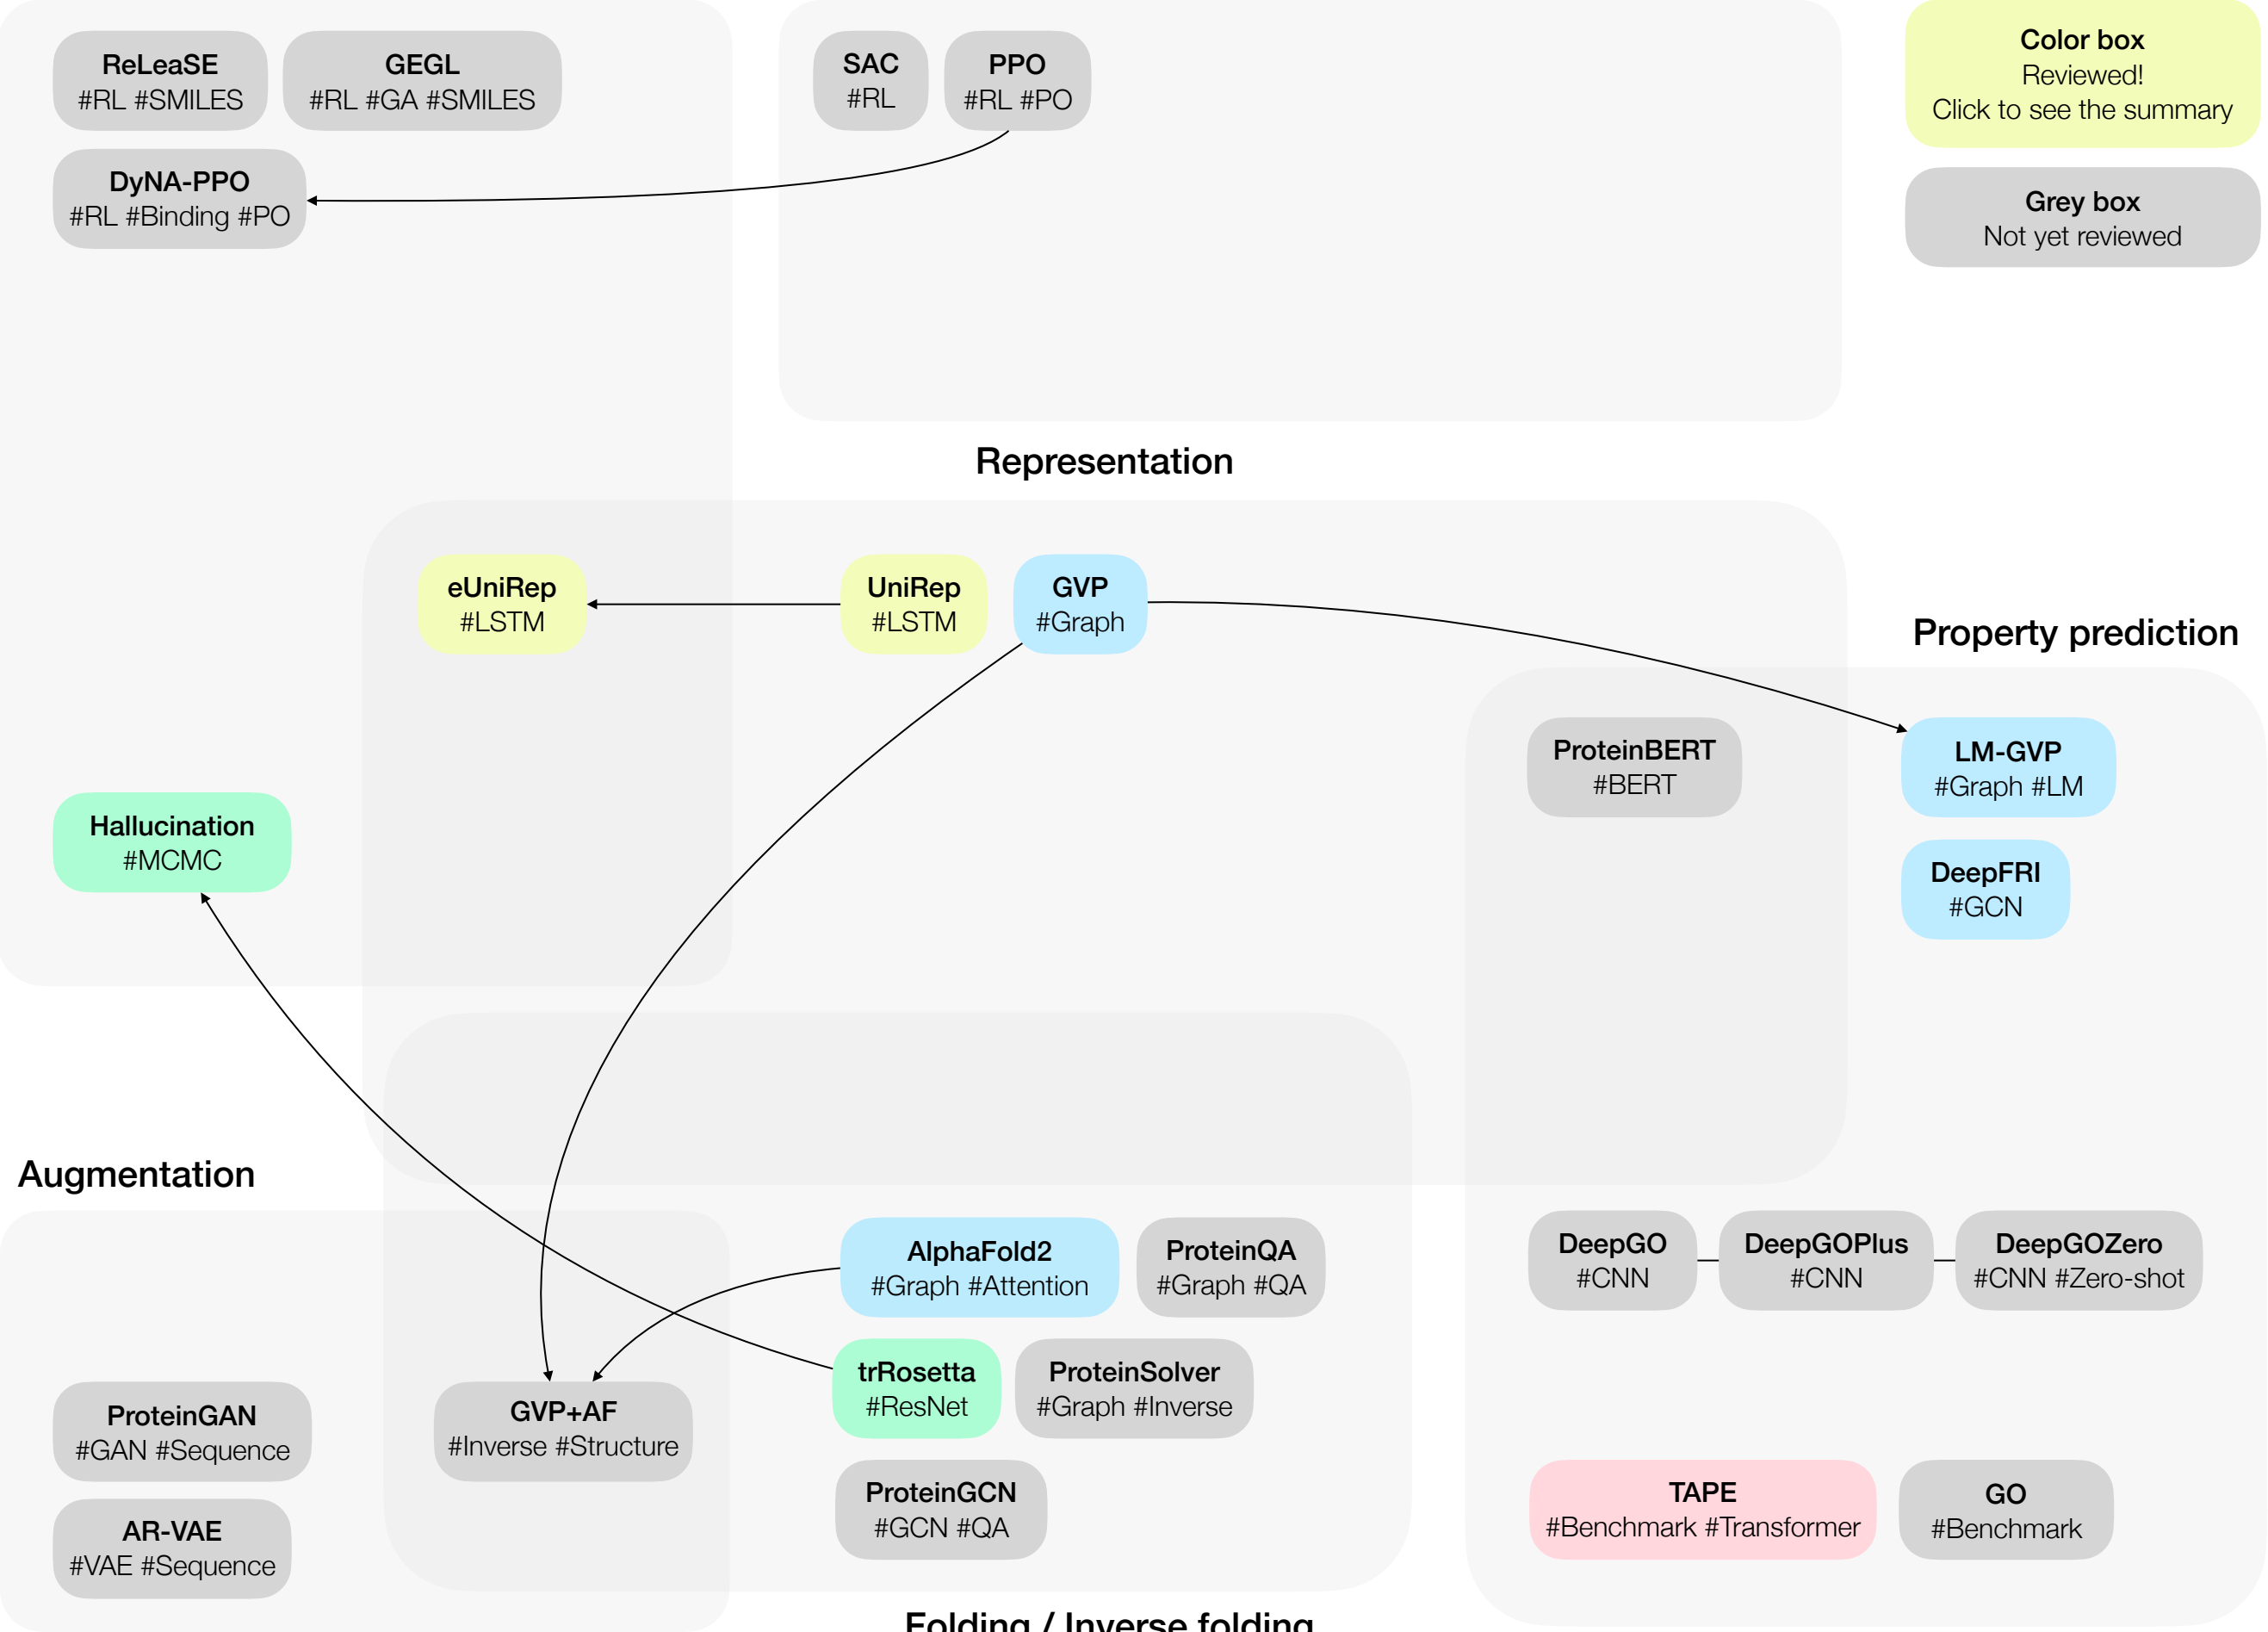 ReLeaSE
#RL #SMILES
GEGL
#RL #GA #SMILES
DyNA-PPO
#RL #Binding #PO
SAC
#RL
PPO
#RL #PO
Color box
Reviewed!
Click to see the summary
Grey box
Not yet reviewed
Representation
eUniRep
#LSTM
UniRep
#LSTM
GVP
#Graph
Property prediction
ProteinBERT
#BERT
LM-GVP
#Graph #LM
DeepFRI
#GCN
Hallucination
#MCMC
Augmentation
AlphaFold2
#Graph #Attention
ProteinQA
#Graph #QA
DeepGO
#CNN
DeepGOPlus
#CNN
DeepGOZero
#CNN #Zero-shot
trRosetta
#ResNet
ProteinSolver
#Graph #Inverse
ProteinGAN
#GAN #Sequence
GVP+AF
#Inverse #Structure
ProteinGCN
#GCN #QA
TAPE
#Benchmark #Transformer
GO
#Benchmark
AR-VAE
#VAE #Sequence
Folding / Inverse folding